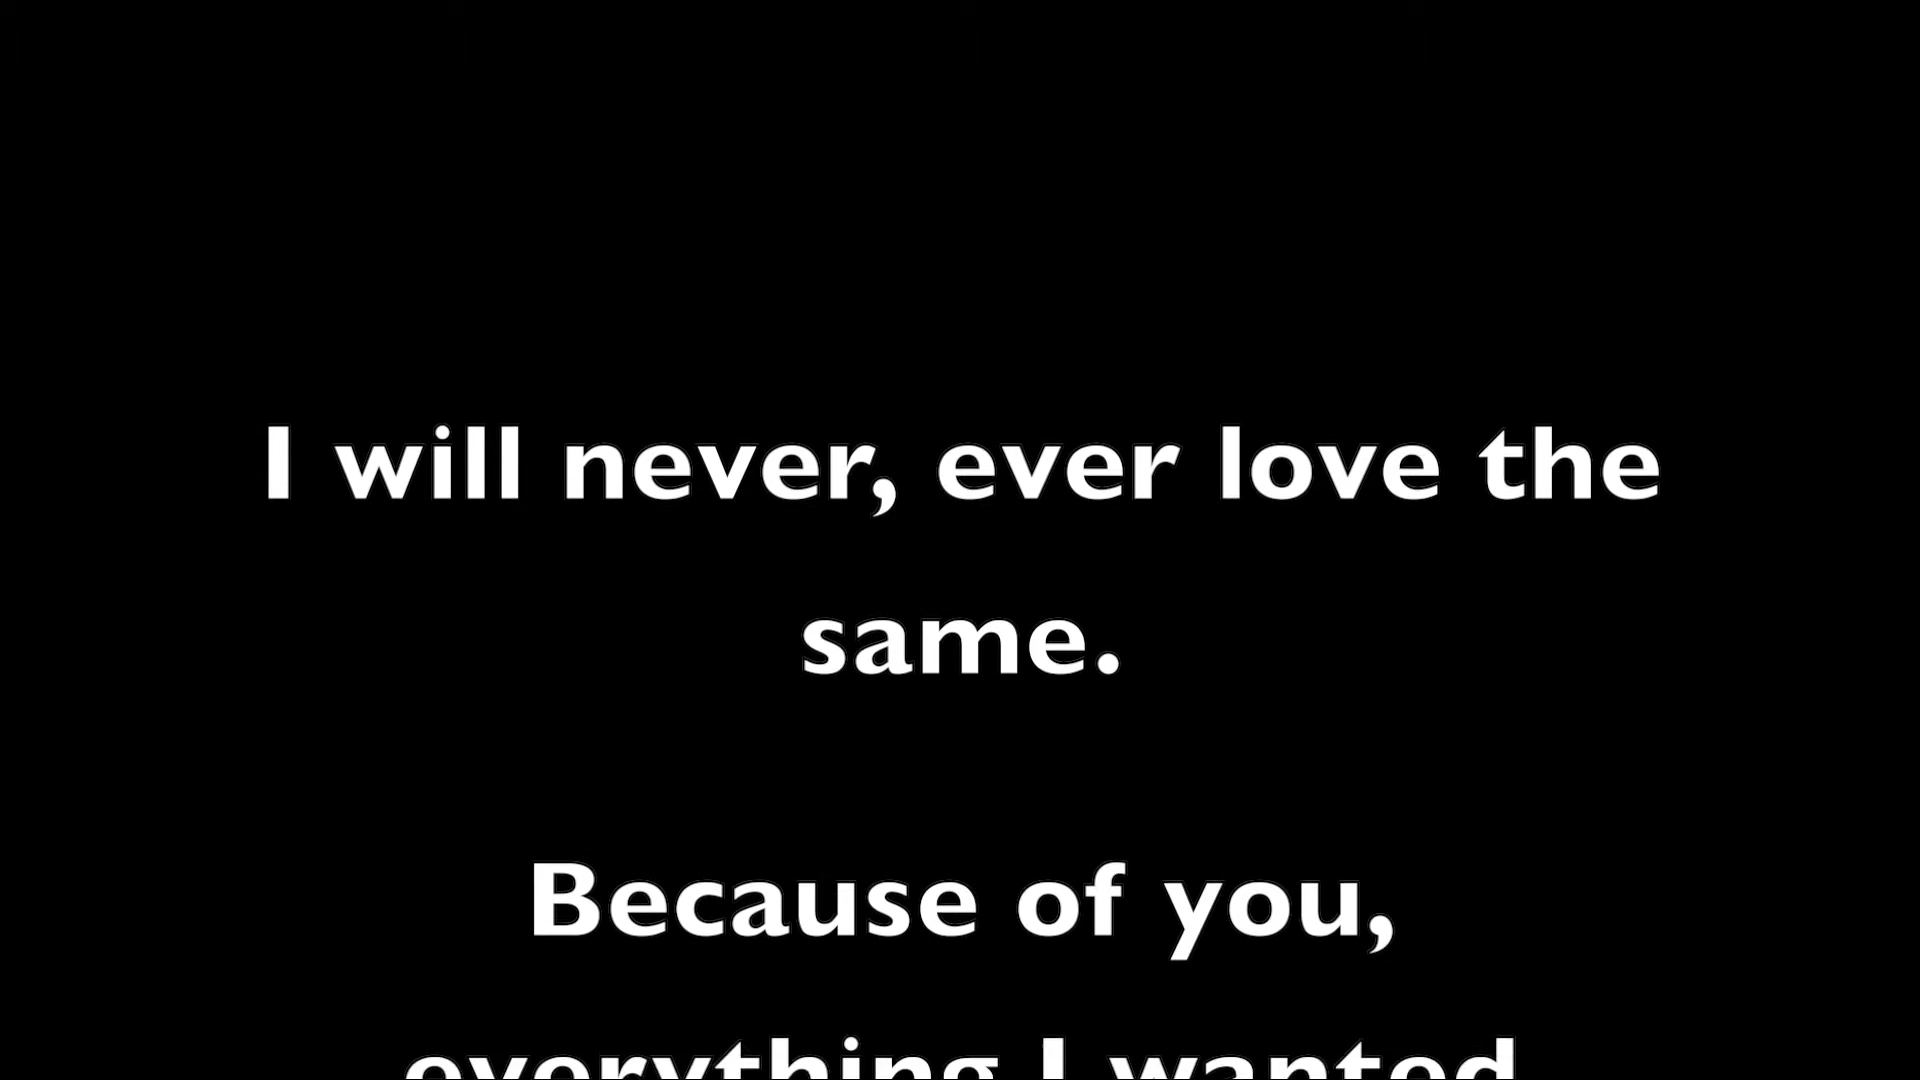 I will never, ever love the
same.
Because of you,
everything I wanted